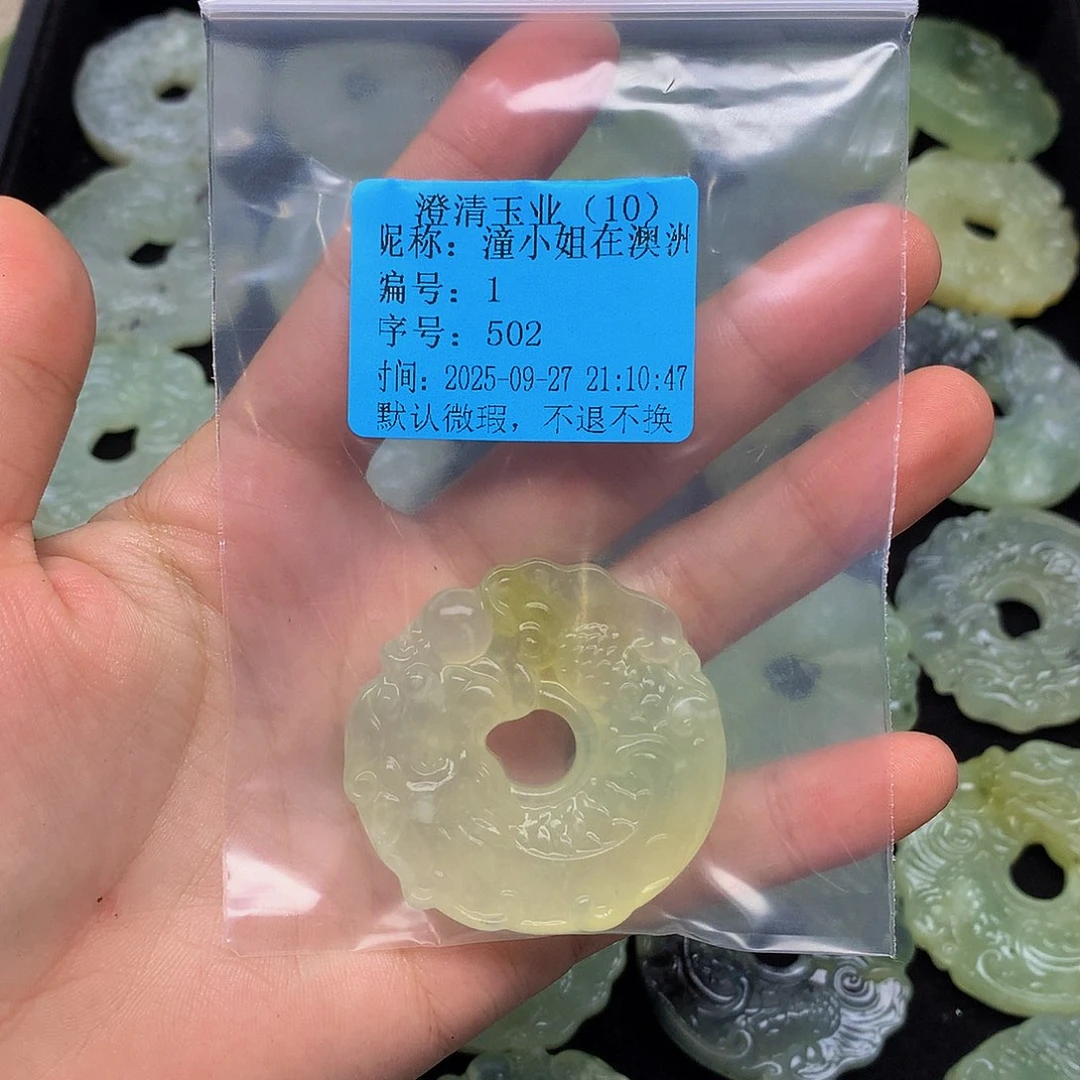 澄清玉业（10）
昵称：潼小姐在澳洲
编号：1
序号：502
时间：2025-09-27 21:10:47
默认微瑕，不退不换